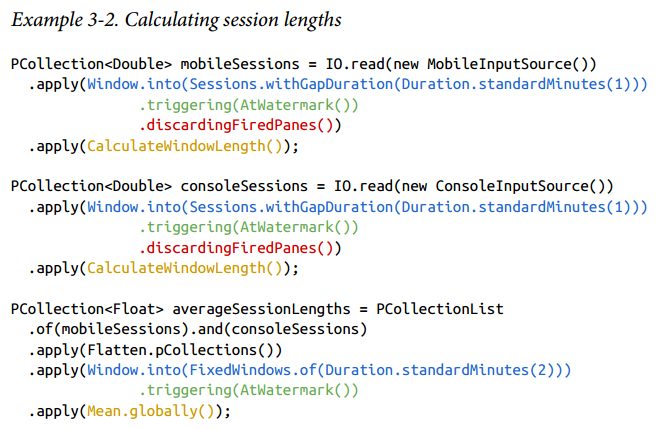 Example 3-2. Calculating session lengths
PCollection<Double> mobileSessions = IO.read(new MobileInputSource())
  .apply(Window.into(Sessions.withGapDuration(Duration.standardMinutes(1)))
               .triggering(AtWatermark())
               .discardingFiredPanes())
  .apply(CalculateWindowLength());
PCollection<Double> consoleSessions = IO.read(new ConsoleInputSource())
  .apply(Window.into(Sessions.withGapDuration(Duration.standardMinutes(1)))
               .triggering(AtWatermark())
               .discardingFiredPanes())
  .apply(CalculateWindowLength());
PCollection<Float> averageSessionLengths = PCollectionList
  .of(mobileSessions).and(consoleSessions)
  .apply(Flatten.pCollections())
  .apply(Window.into(FixedWindows.of(Duration.standardMinutes(2)))
               .triggering(AtWatermark())
  .apply(Mean.globally());